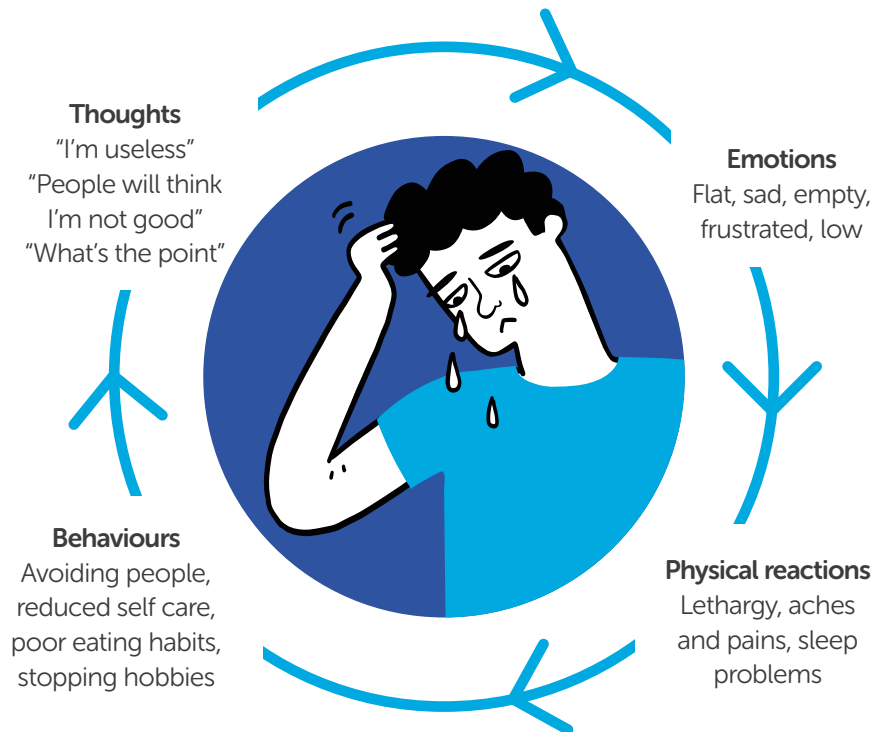 Thoughts
“I’m useless”
“People will think
I’m not good”
“What’s the point”
Emotions
Flat, sad, empty,
frustrated, low
Physical reactions
Lethargy, aches
and pains, sleep
problems
Behaviours
Avoiding people,
reduced self care,
poor eating habits,
stopping hobbies